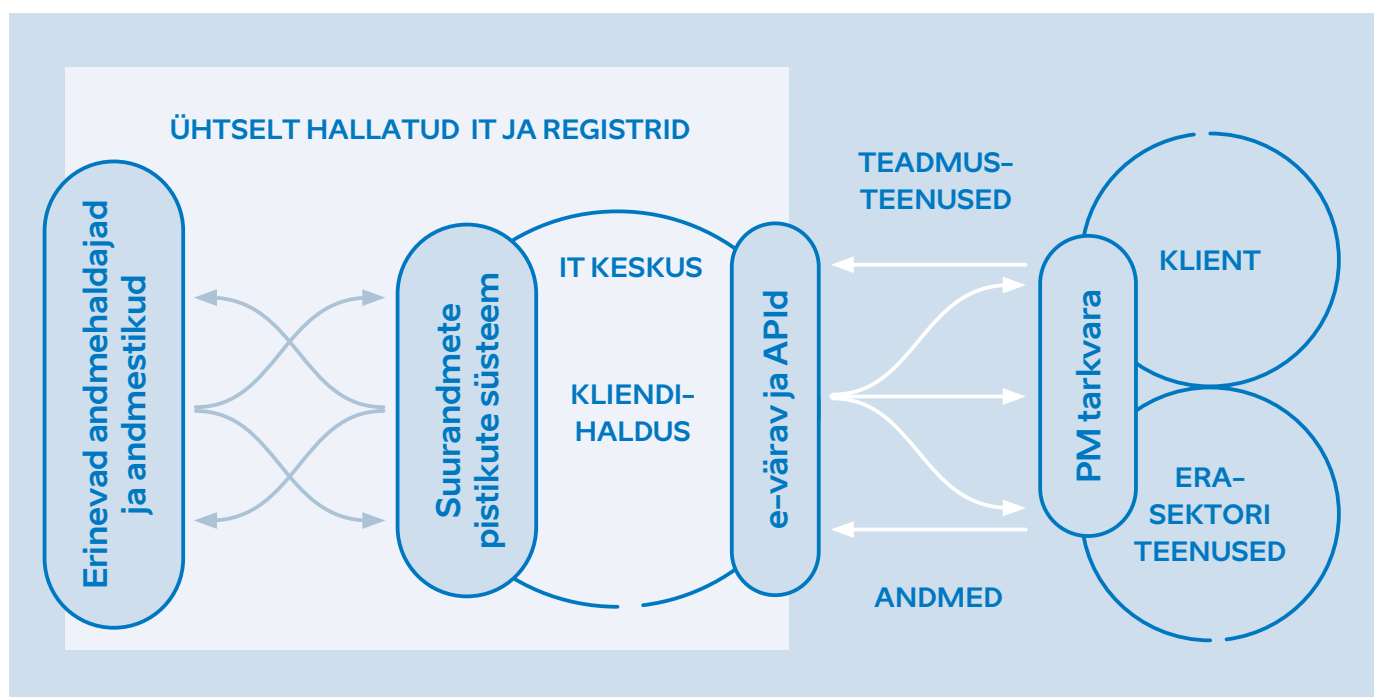 ÜHTSELT HALLATUD IT JA REGISTRID
Erinevad andmehaldajad
ja andmestikud
Suurandmete
pistikute süsteem
IT KESKUS
KLIENDI-
HALDUS
e-värav ja APId
TEADMUS-
TEENUSED
ANDMED
PM tarkvara
KLIENT
ERA-
SEKTORI
TEENUSED